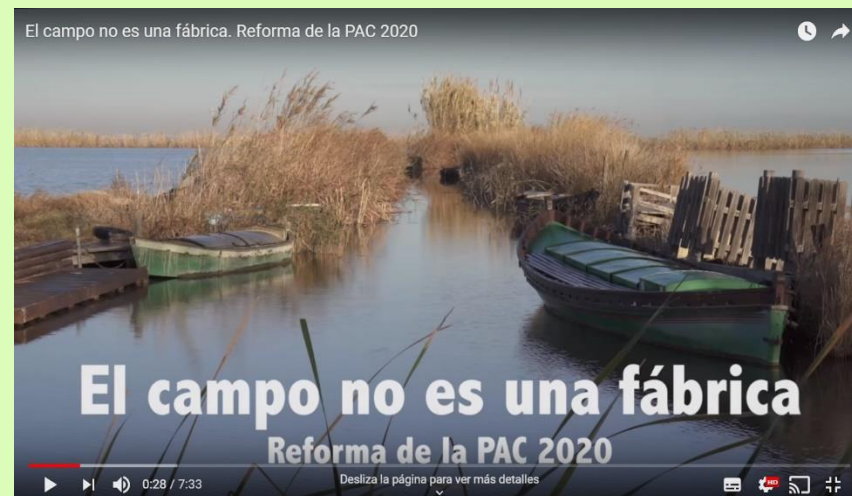 El campo no es una fábrica. Reforma de la PAC 2020
El campo no es una fábrica
Reforma de la PAC 2020
0:28 / 7:33
Desliza la página para ver más detalles
HD